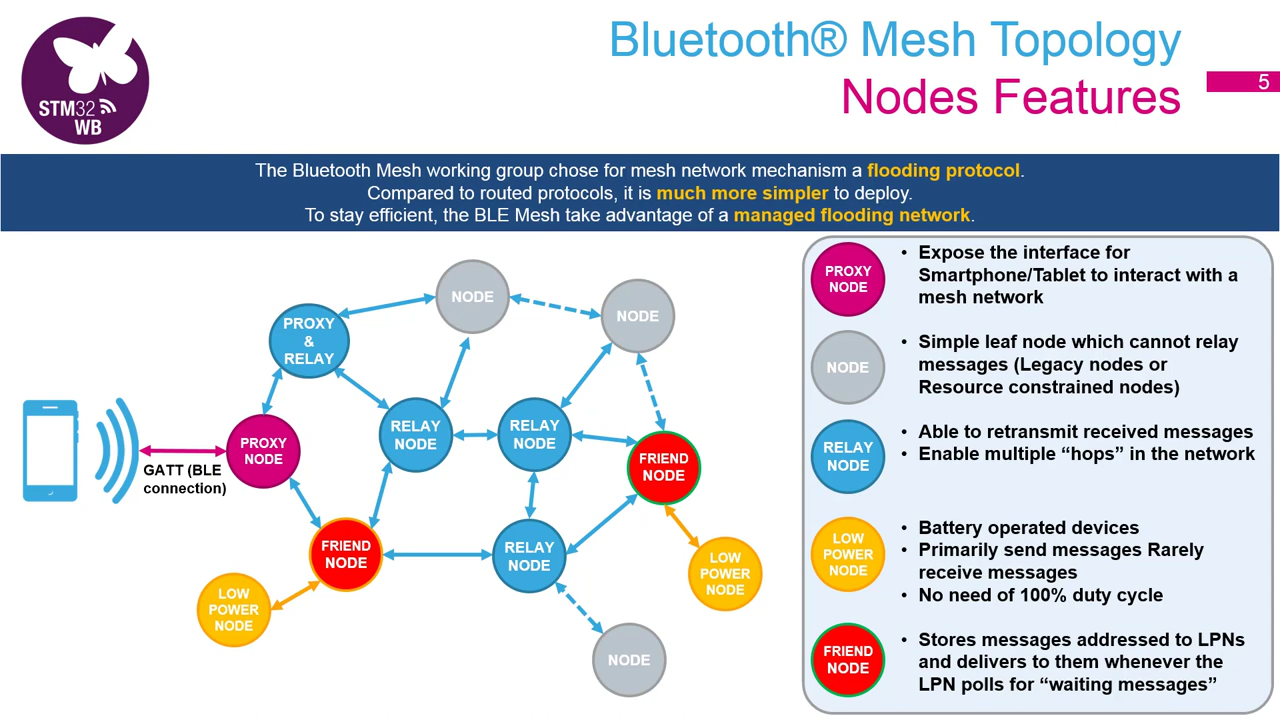 STM32
WB
Bluetooth® Mesh Topology
Nodes Features
5
The Bluetooth Mesh working group chose for mesh network mechanism a flooding protocol.
Compared to routed protocols, it is much more simpler to deploy.
To stay efficient, the BLE Mesh take advantage of a managed flooding network.
NODE
NODE
PROXY
&
RELAY
RELAY
NODE
RELAY
NODE
PROXY
NODE
GATT (BLE
connection)
FRIEND
NODE
FRIEND
NODE
RELAY
NODE
LOW
POWER
NODE
LOW
POWER
NODE
NODE
PROXY
NODE
• Expose the interface for
Smartphone/Tablet to interact with a
mesh network
NODE
• Simple leaf node which cannot relay
messages (Legacy nodes or
Resource constrained nodes)
RELAY
NODE
• Able to retransmit received messages
• Enable multiple “hops” in the network
LOW
POWER
NODE
• Battery operated devices
• Primarily send messages Rarely
receive messages
• No need of 100% duty cycle
FRIEND
NODE
• Stores messages addressed to LPNs
and delivers to them whenever the
LPN polls for “waiting messages”